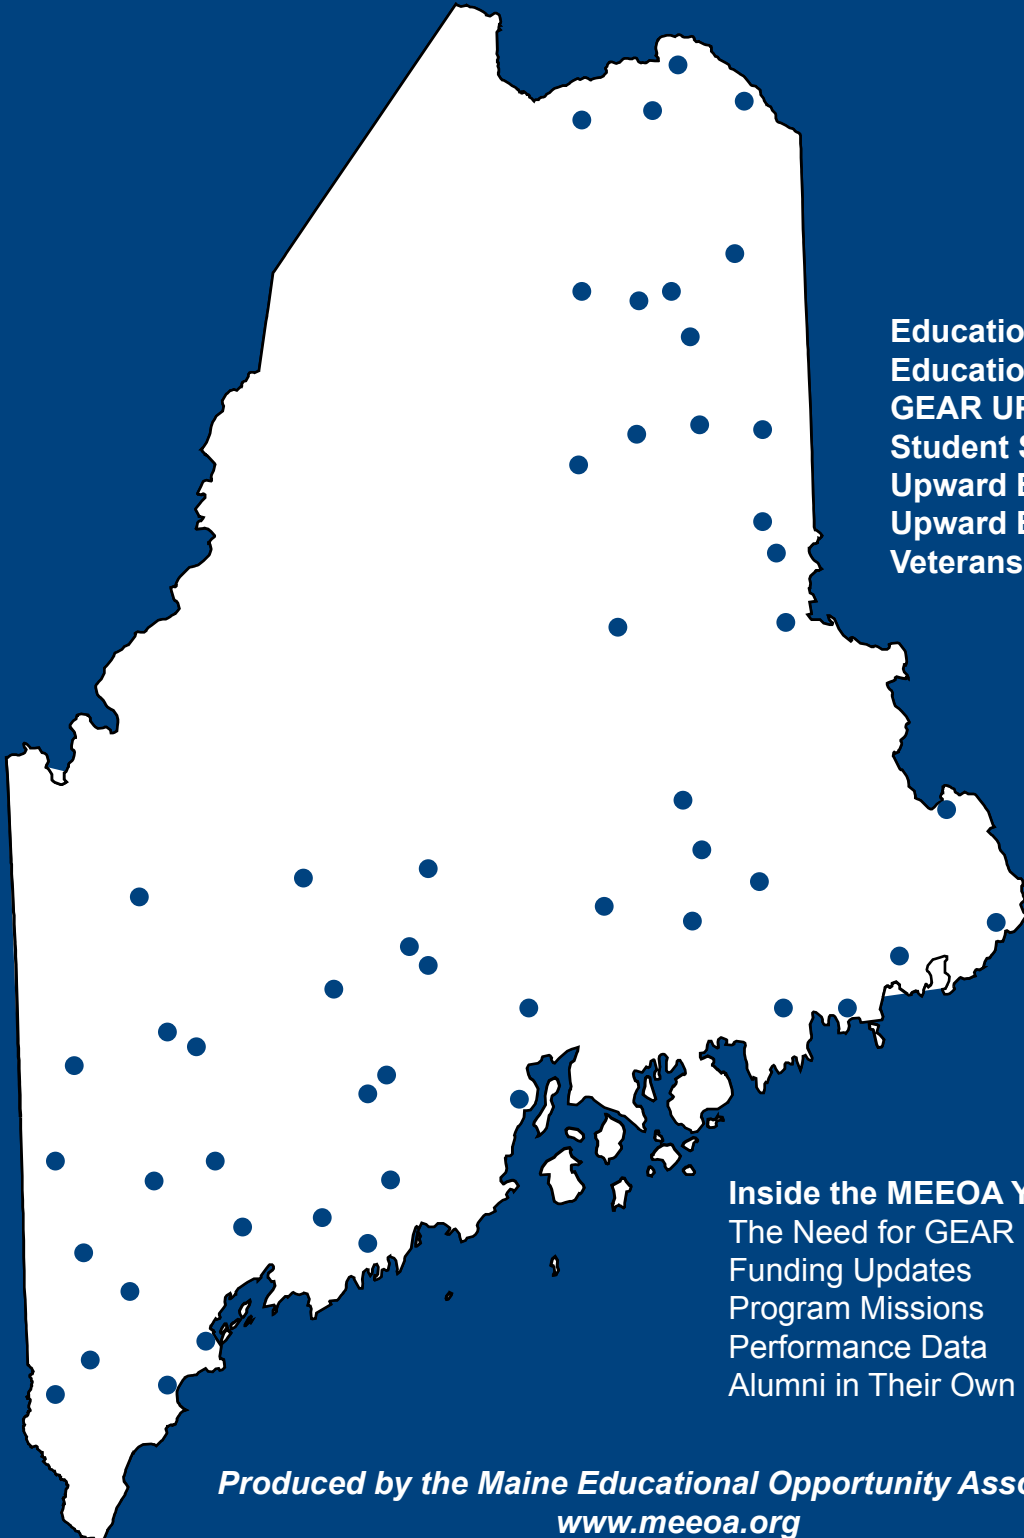 Educatio
Educatio
GEAR UP
Student S
Upward B
Upward B
Veterans
Inside the MEEOA Y
The Need for GEAR
Funding Updates
Program Missions
Performance Data
Alumni in Their Own
Produced by the Maine Educational Opportunity Asso
www.meeoa.org